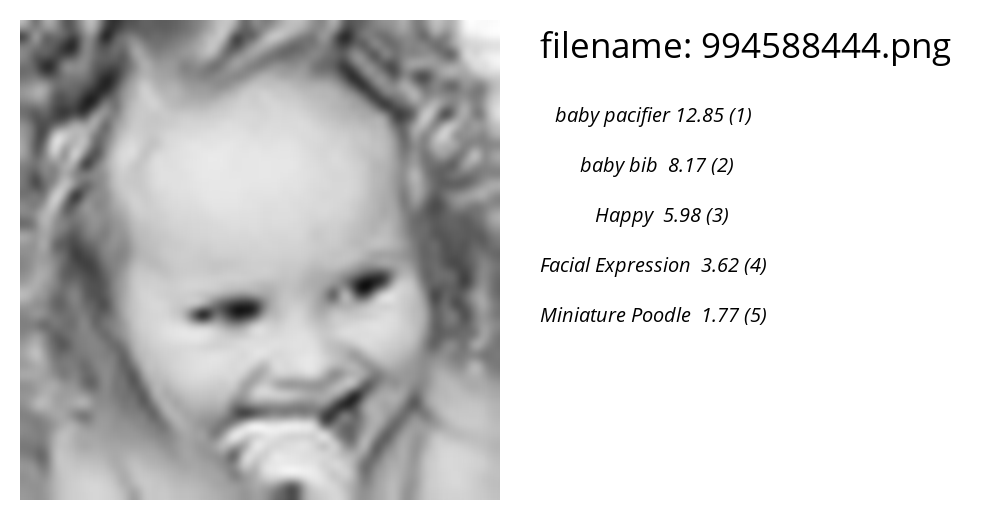 filename: 994588444.png
baby pacifier 12.85 (1)
baby bib 8.17 (2)
Happy 5.98 (3)
Facial Expression 3.62 (4)
Miniature Poodle 1.77 (5)